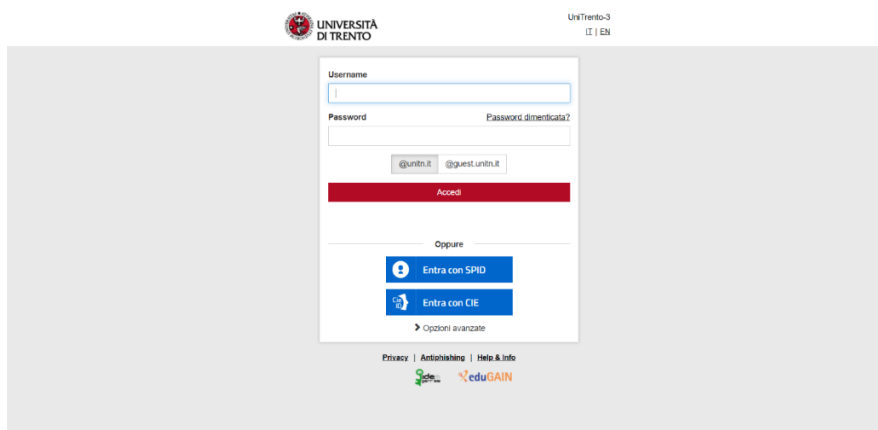 UNIVERSITÀ
DI TRENTO
UniTrento-3
IT | EN
Username
Password
Password dimenticata?
@unitn.it
@guest.unitn.it
Accedi
Oppure
Entra con SPID
Entra con CIE
Opzioni avanzate
Privacy | Antiphishing | Help & Info
eduGAIN